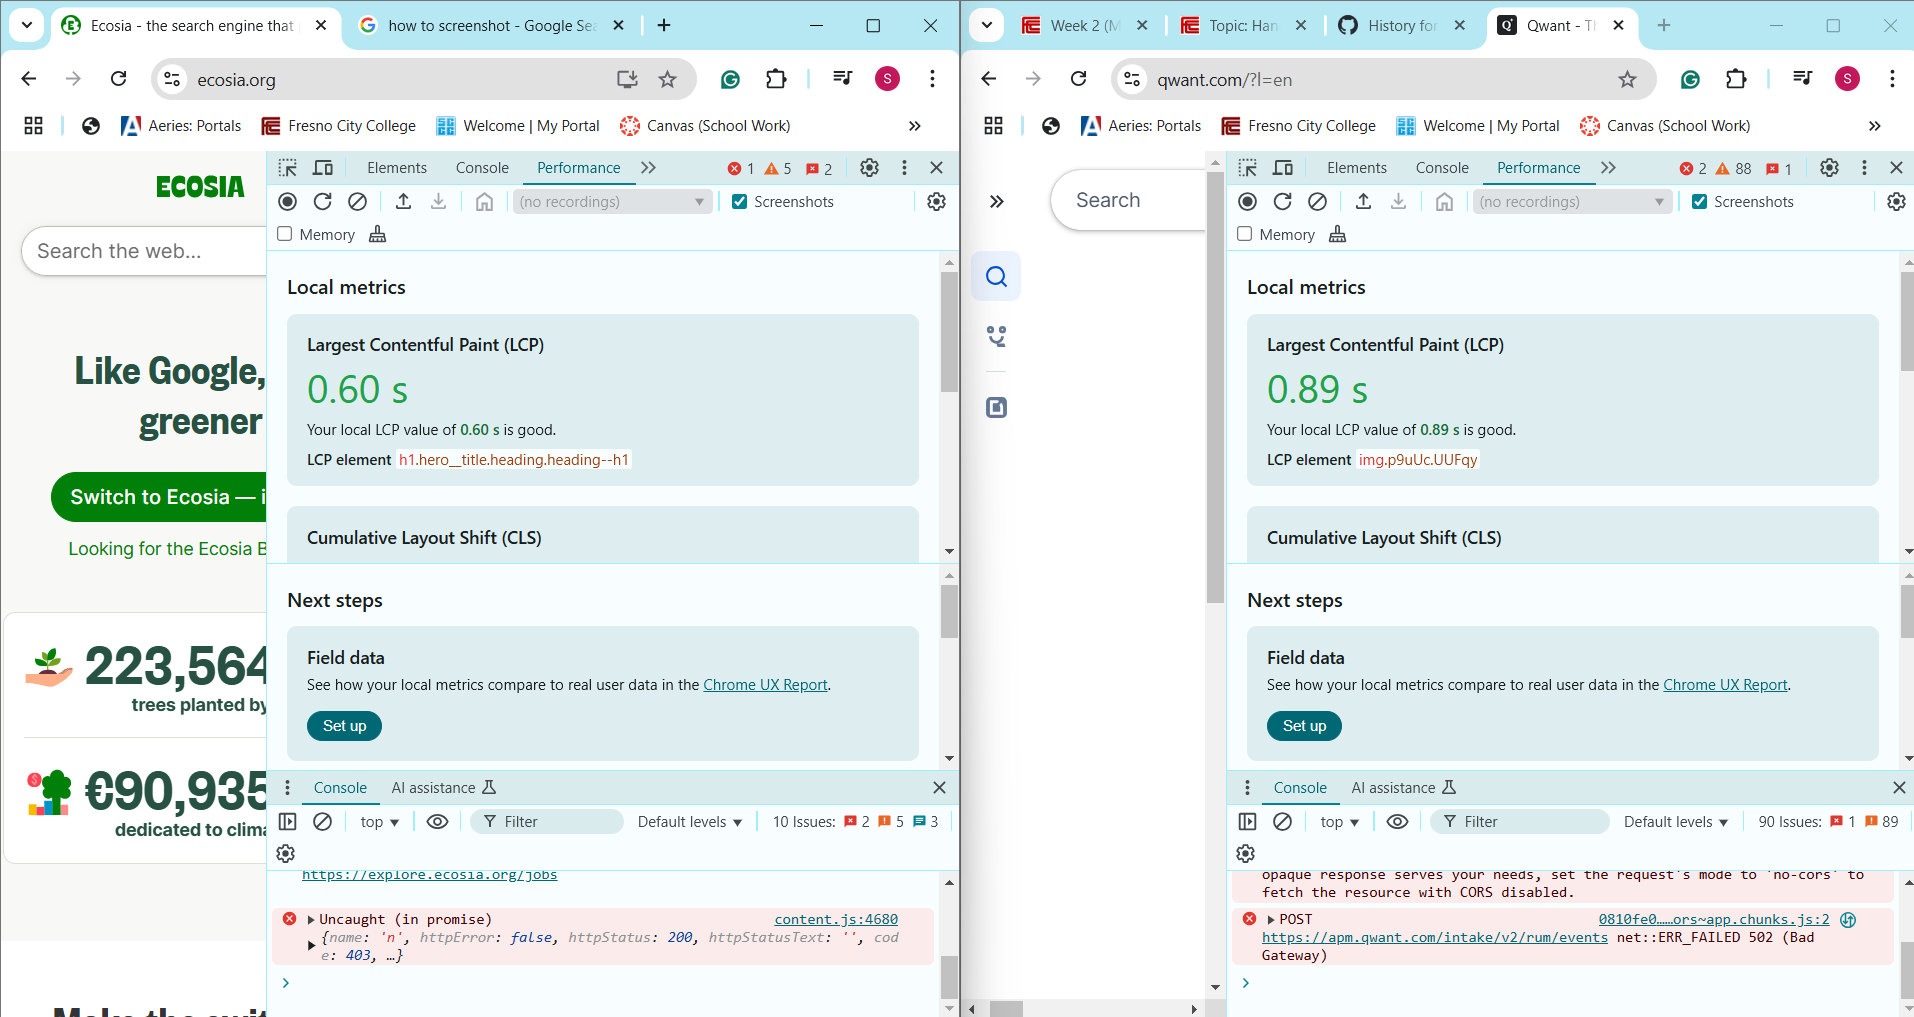 Ecosia - the search engine that
how to screenshot - Google Sea
ecosia.org
S
Aeries: Portals
Fresno City College
Welcome | My Portal
Canvas (School Work)
ECOSIA
Search the web...
Like Google,
greener
Switch to Ecosia — i
Looking for the Ecosia B
223,564
trees planted by
€90,935
dedicated to clima
Make the swit
Elements
Console
Performance
1
5
2
(no recordings)
Screenshots
Memory
Local metrics
Largest Contentful Paint (LCP)
0.60 s
Your local LCP value of 0.60 s is good.
LCP element h1.hero__title.heading.heading--h1
Cumulative Layout Shift (CLS)
Next steps
Field data
See how your local metrics compare to real user data in the Chrome UX Report.
Set up
Console
AI assistance
top
Filter
Default levels
10 Issues: 2 5 3
https://explore.ecosia.org/jobs
Uncaught (in promise)
content.js:4680
{name: 'n', httpError: false, httpStatus: 200, httpStatusText: '', cod
e: 403, …}
Week 2 (M
Topic: Han
History for
Qwant - Th
qwant.com/?l=en
S
Aeries: Portals
Fresno City College
Welcome | My Portal
Canvas (School Work)
Search
Elements
Console
Performance
2
88
1
(no recordings)
Screenshots
Memory
Local metrics
Largest Contentful Paint (LCP)
0.89 s
Your local LCP value of 0.89 s is good.
LCP element img.p9uUc.UUFqy
Cumulative Layout Shift (CLS)
Next steps
Field data
See how your local metrics compare to real user data in the Chrome UX Report.
Set up
Console
AI assistance
top
Filter
Default levels
90 Issues: 1 89
opaque response serves your needs, set the request's mode to 'no-cors' to
fetch the resource with CORS disabled.
POST
0810fe0……ors~app.chunks.js:2
https://apm.qwant.com/intake/v2/rum/events net::ERR_FAILED 502 (Bad
Gateway)